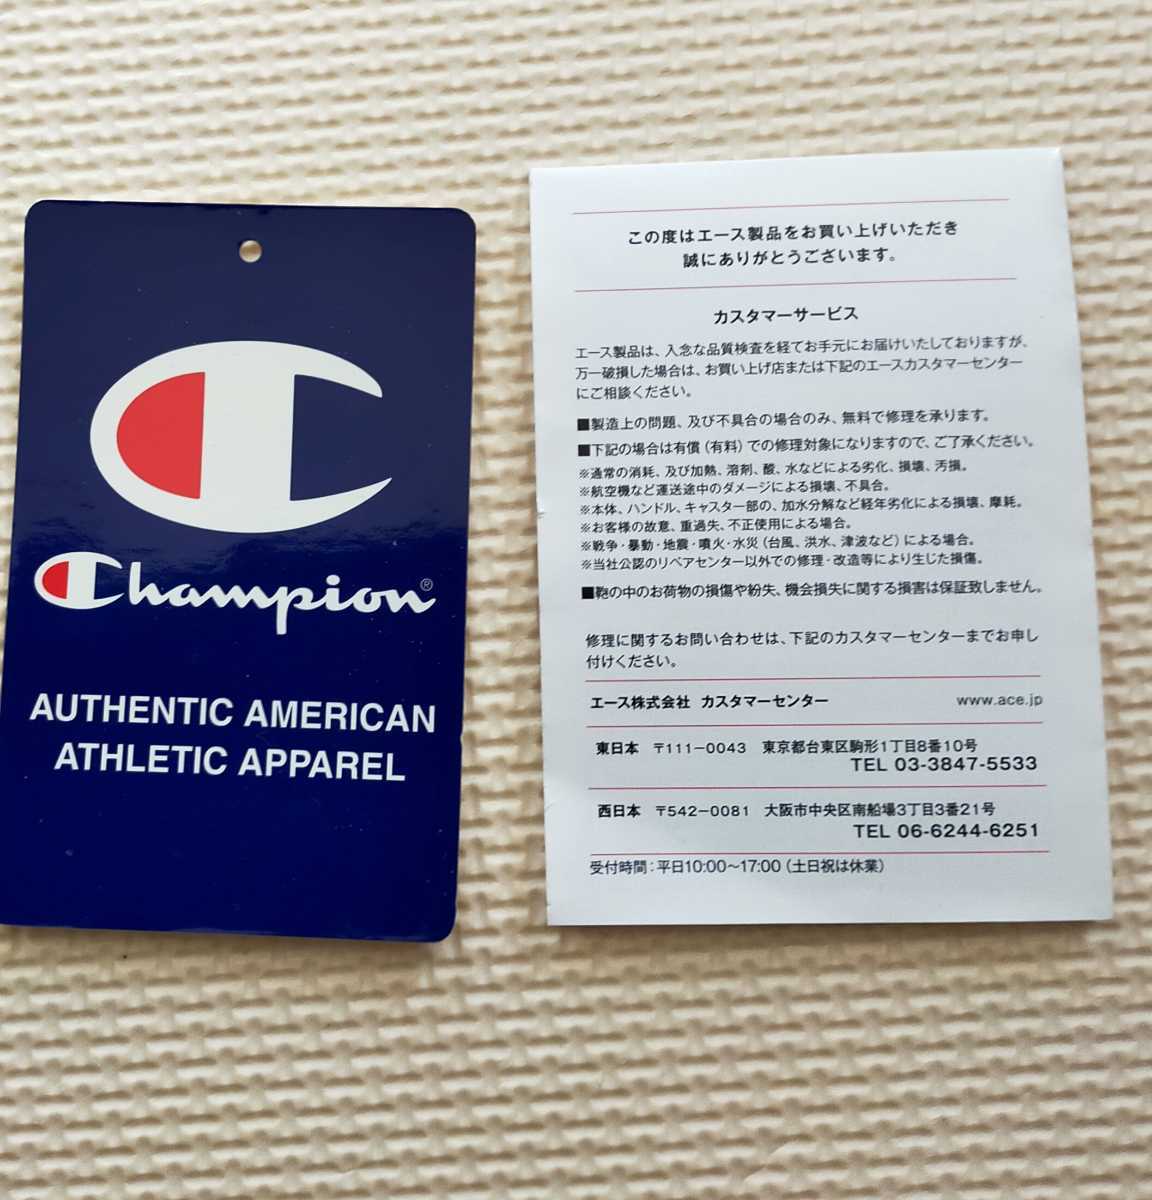 Champion®
AUTHENTIC AMERICAN
ATHLETIC APPAREL
この度はエース製品をお買い上げいただき
誠にありがとうございます。
カスタマーサービス
エース製品は、入念な品質検査を経てお手元にお届けいたしておりますが、
万一破損した場合は、お買い上げ店または下記のエースカスタマーセンター
にご相談ください。
■製造上の問題、及び不具合の場合のみ、無料で修理を承ります。
■下記の場合は有償（有料）での修理対象になりますので、ご了承ください。
※通常の消耗、及び加熱、溶剤、酸、水などによる劣化、損壊、汚損。
※航空機など運送途中のダメージによる損壊、不具合。
※本体、ハンドル、キャスター部の、加水分解など経年劣化による損壊、摩耗。
※お客様の故意、重過失、不正使用による場合。
※戦争・暴動・地震・噴火・水災（台風、洪水、津波など）による場合。
※当社公認のリペアセンター以外での修理・改造等により生じた損傷。
■鞄の中のお荷物の損傷や紛失、機会損失に関する損害は保証致しません。
修理に関するお問い合わせは、下記のカスタマーセンターまでお申し
付けください。
エース株式会社 カスタマーセンター www.ace.jp
東日本 〒111-0043 東京都台東区駒形1丁目8番10号
TEL 03-3847-5533
西日本 〒542-0081 大阪市中央区南船場3丁目3番21号
TEL 06-6244-6251
受付時間：平日10:00～17:00（土日祝は休業）